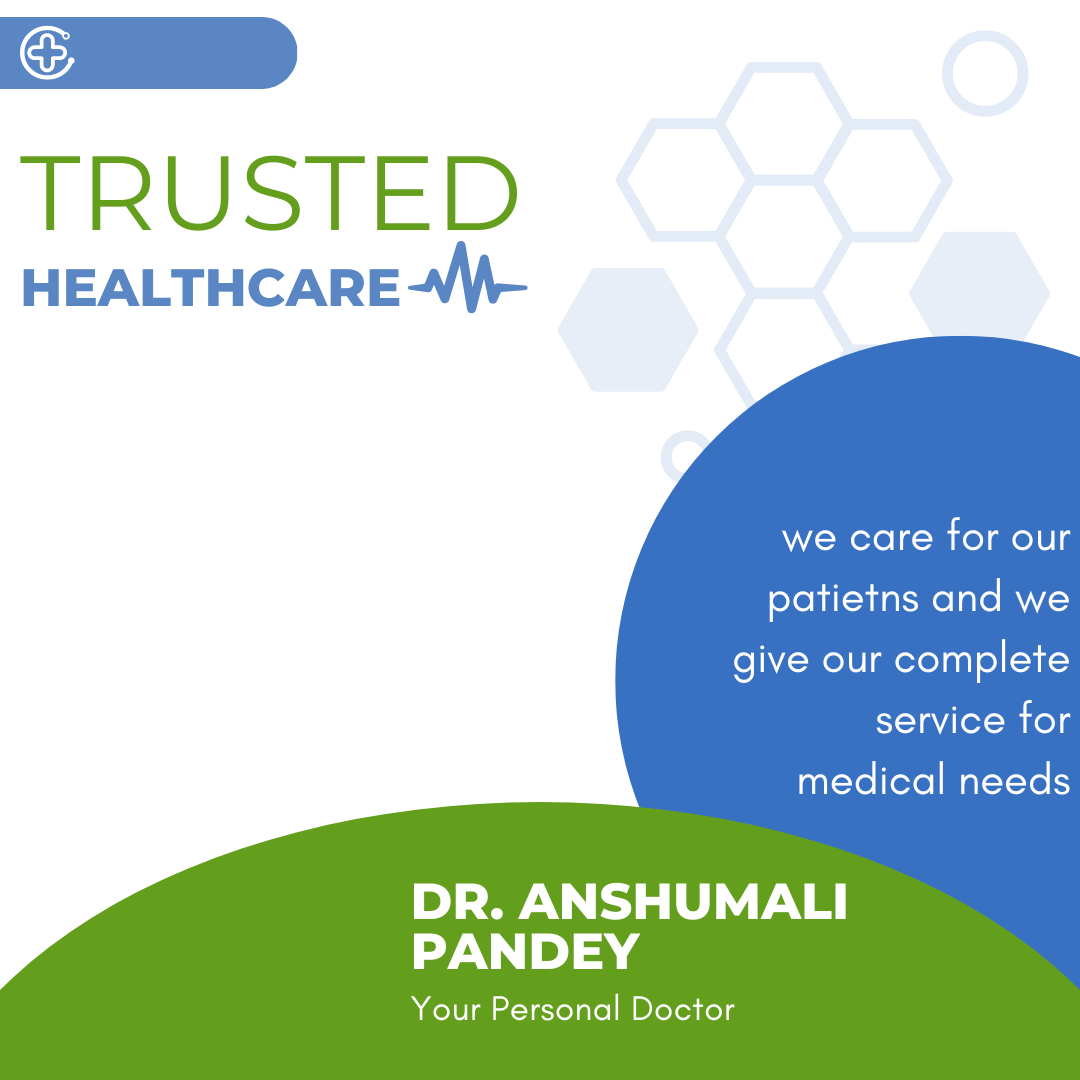 TRUSTED
HEALTHCARE
we care for our
patietns and we
give our complete
service for
medical needs
DR. ANSHUMALI
PANDEY
Your Personal Doctor